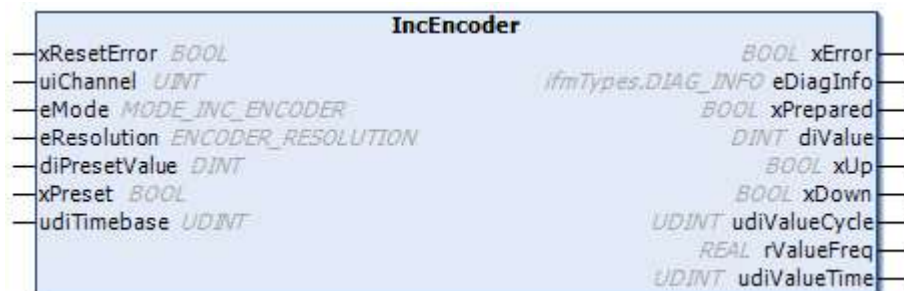 IncEncoder
xResetError BOOL BOOL xError
uiChannel UINT ifmTypes.DIAG_INFO eDiagInfo
eMode MODE_INC_ENCODER BOOL xPrepared
eResolution ENCODER_RESOLUTION DINT diValue
diPresetValue DINT BOOL xUp
xPreset BOOL BOOL xDown
udiTimebase UDINT UDINT udiValueCycle
REAL rValueFreq
UDINT udiValueTime